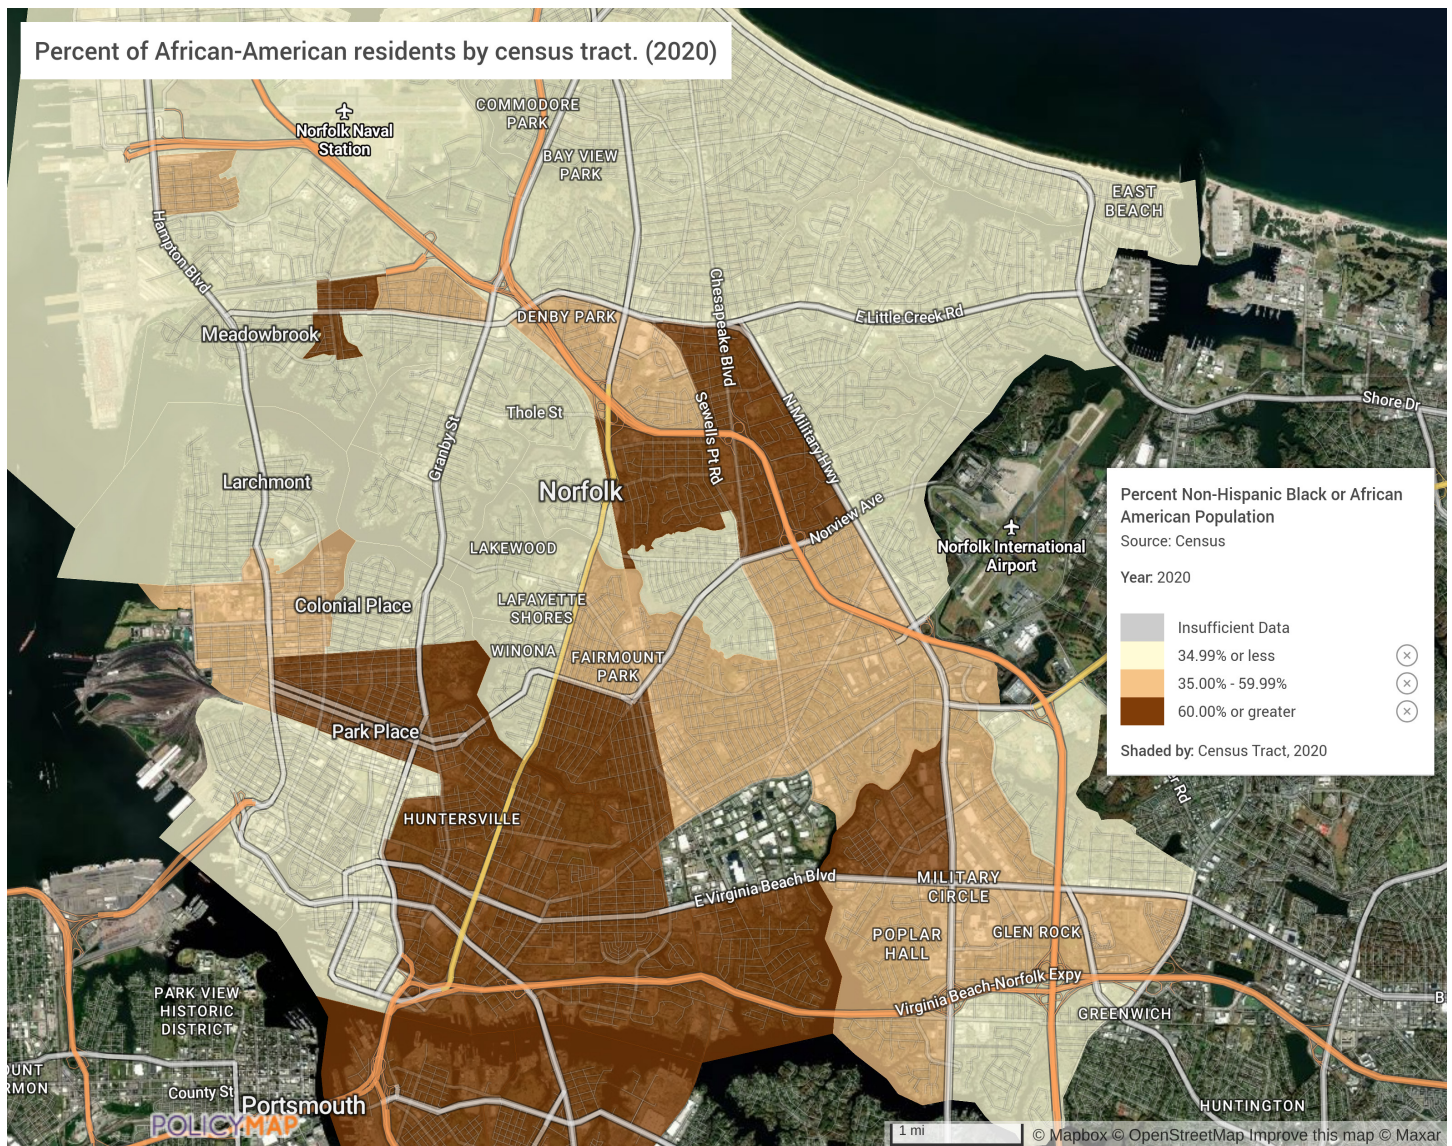 Percent of African-American residents by census tract. (2020)
COMMODORE
PARK
Norfolk Naval
Station
BAY VIEW
PARK
EAST
BEACH
Hampton Blvd
Chesapeake Blvd
DENBY PARK
E Little Creek Rd
Meadowbrook
Shore Dr
Thole St
N Military Hwy
Sewells Pt Rd
Granby St
Larchmont
Norfolk
Norview Ave
LAKEWOOD
Norfolk International
Airport
Percent Non-Hispanic Black or African
American Population
Source: Census
Year: 2020
Insufficient Data
34.99% or less
35.00% - 59.99%
60.00% or greater
Shaded by: Census Tract, 2020
Colonial Place
LAFAYETTE
SHORES
WINONA
FAIRMOUNT
PARK
Park Place
r Rd
HUNTERSVILLE
E Virginia Beach Blvd
MILITARY
CIRCLE
POPLAR
HALL
GLEN ROCK
Virginia Beach-Norfolk Expy
PARK VIEW
HISTORIC
DISTRICT
GREENWICH
B
OUNT
RMON
County St
Portsmouth
HUNTINGTON
POLICYMAP
1 mi
© Mapbox © OpenStreetMap Improve this map © Maxar